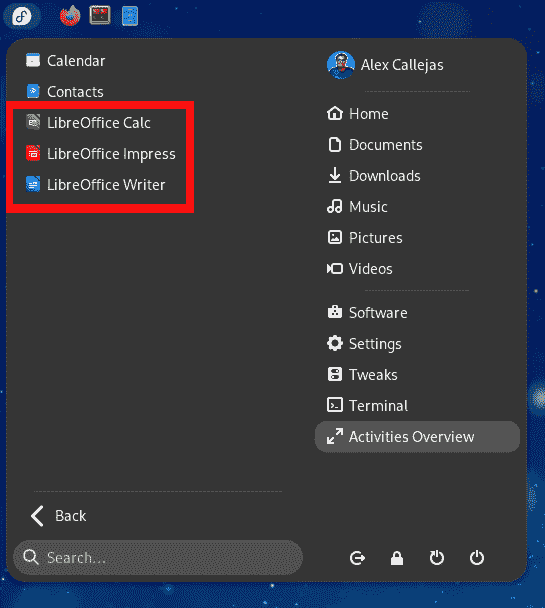 Calendar
Contacts
LibreOffice Calc
LibreOffice Impress
LibreOffice Writer
Back
Search...
Alex Callejas
Home
Documents
Downloads
Music
Pictures
Videos
Software
Settings
Tweaks
Terminal
Activities Overview